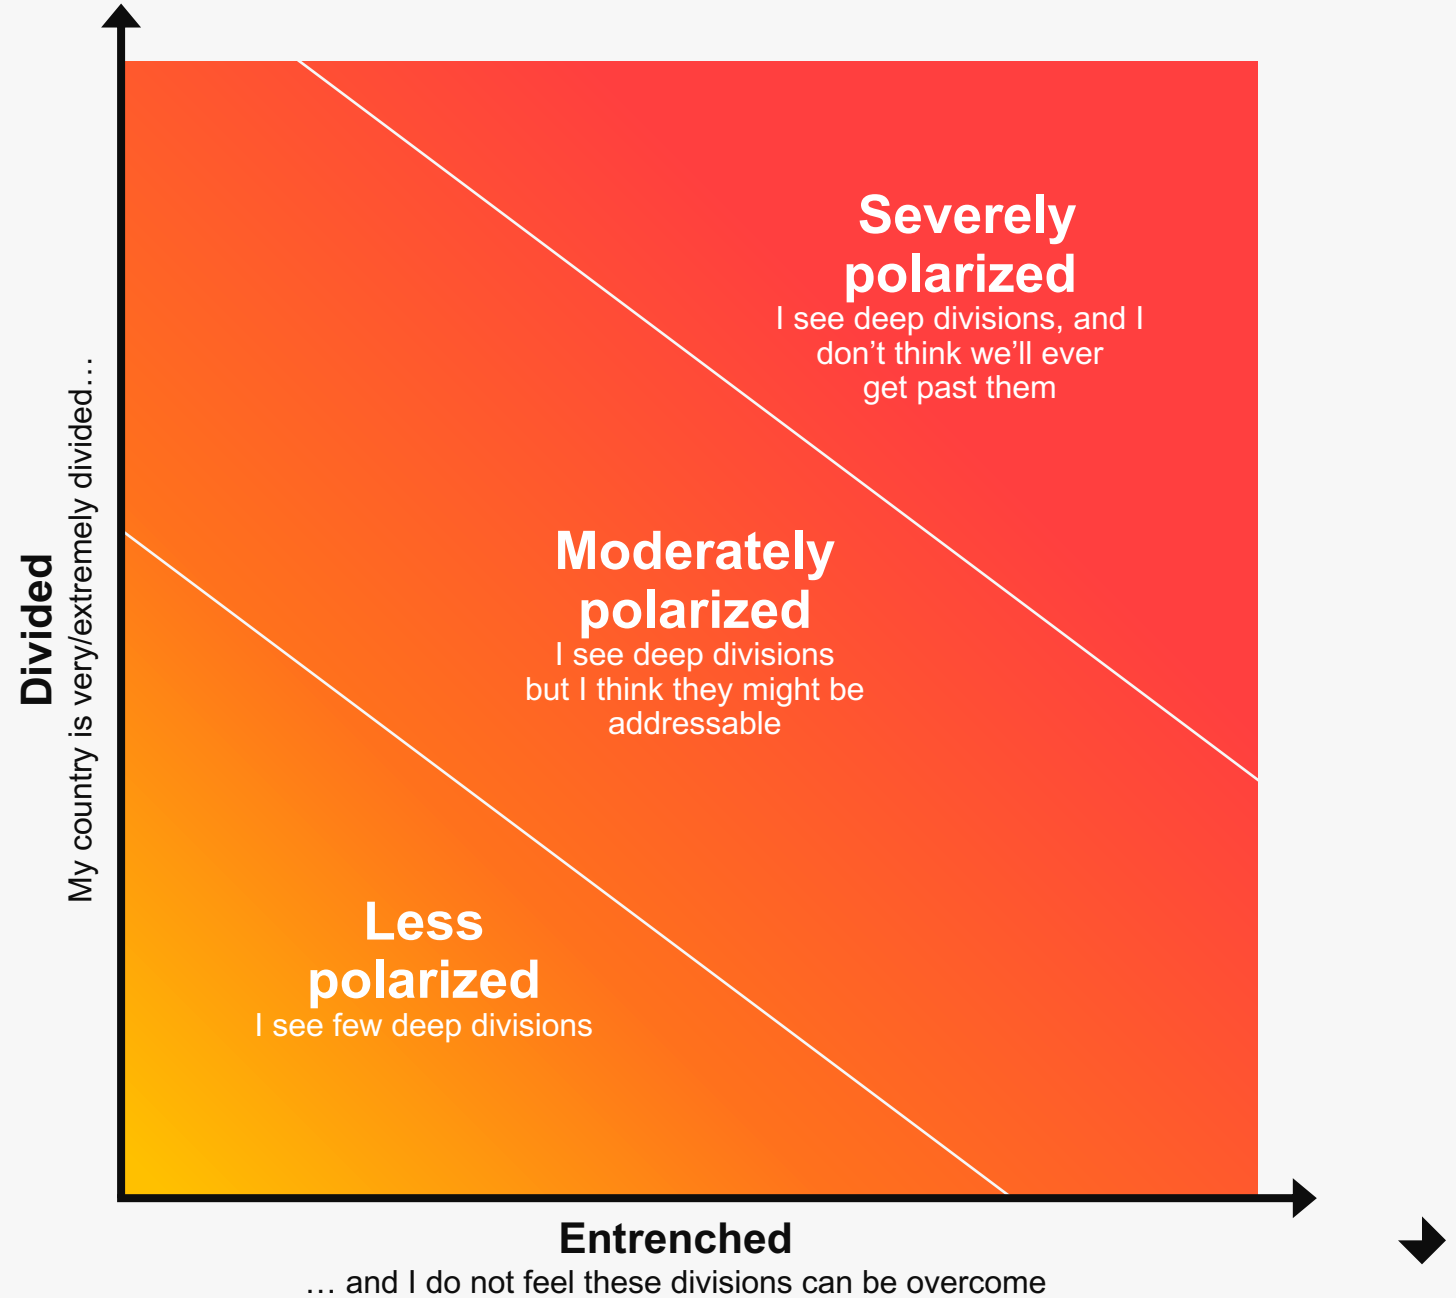 Severely
polarized
I see deep divisions, and I
don’t think we’ll ever
get past them
Divided
My country is very/extremely divided…
Moderately
polarized
I see deep divisions
but I think they might be
addressable
Less
polarized
I see few deep divisions
Entrenched
… and I do not feel these divisions can be overcome